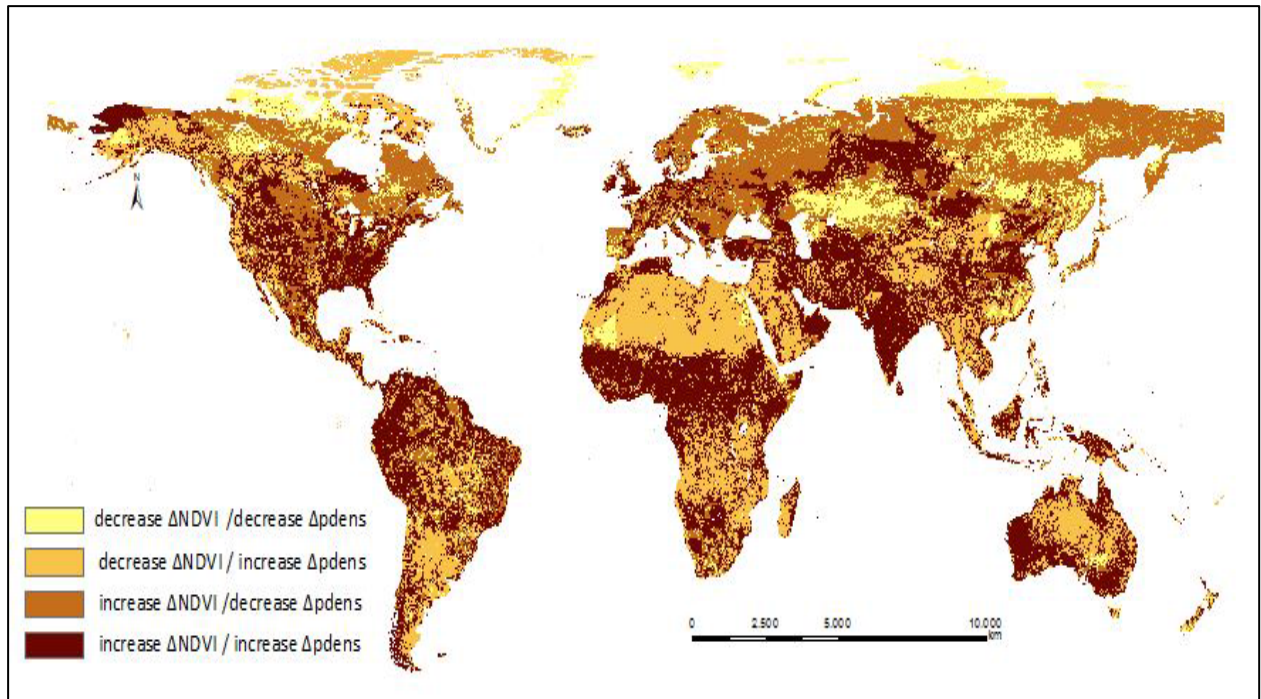 N
decrease ΔNDVI /decrease Δpdens
decrease ΔNDVI / increase Δpdens
increase ΔNDVI /decrease Δpdens
increase ΔNDVI / increase Δpdens
0 2.500 5.000 10.000
km